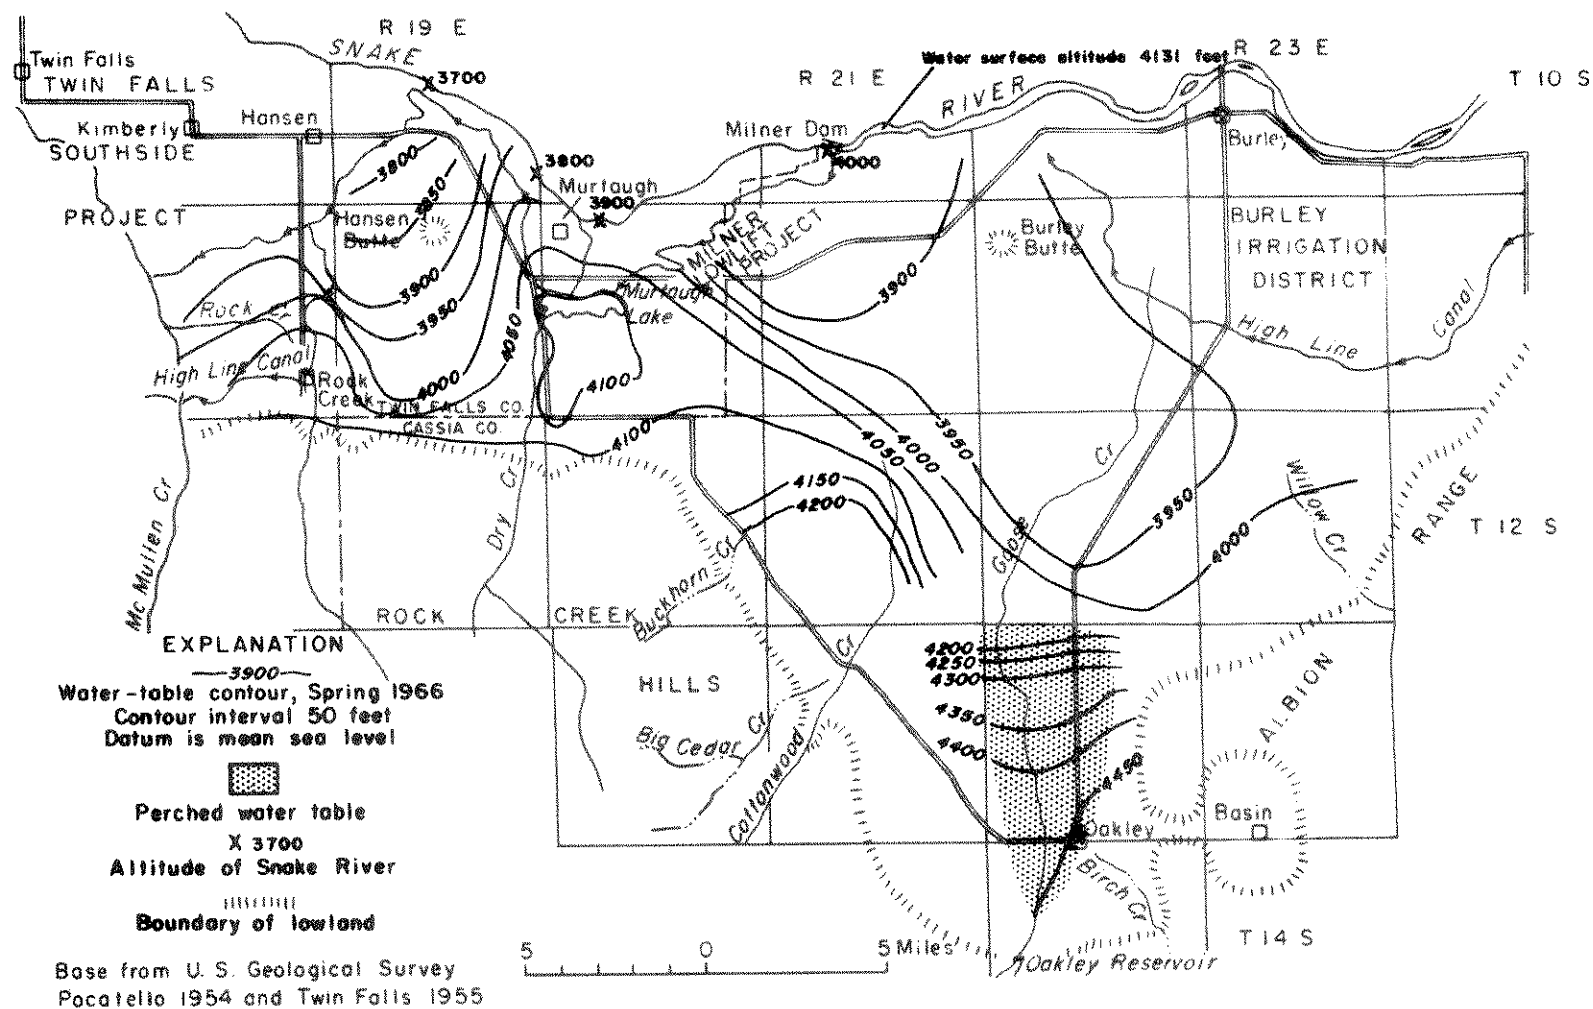 R 19 E
SNAKE
Twin Falls
TWIN FALLS
X 3700
R 21 E
Water surface altitude 4131 feet
R 23 E
T 10 S
RIVER
Kimberly
SOUTHSIDE
Hansen
Milner Dam
X 4000
Burley
3800
X 3800
Murtaugh
3900
X
3850
PROJECT
Hansen
Butte
MILNER
LOWLIFT
PROJECT
Burley
Butte
BURLEY
IRRIGATION
DISTRICT
3900
3900
Murtaugh
Lake
Rock
3950
4050
High Line
Canal
High Line Canal
Rock
Creek
4000
4100
TWIN FALLS CO.
CASSIA CO.
4100
3950
4000
4050
Cr
4150
4200
3950
4000
Willow Cr
RANGE
T 12 S
Mc Mullen Cr
Dry Cr
Goose
Buckhorn Cr
ROCK CREEK
HILLS
Cr
Big Cedar Cr
Cottonwood
4200
4250
4300
4350
4400
4450
ALBION
Oakley
Basin
Birch Cr
T 14 S
Oakley Reservoir
EXPLANATION
3900
Water-table contour, Spring 1966
Contour interval 50 feet
Datum is mean sea level
Perched water table
X 3700
Altitude of Snake River
Boundary of lowland
5 0 5 Miles
Base from U. S. Geological Survey
Pocatello 1954 and Twin Falls 1955